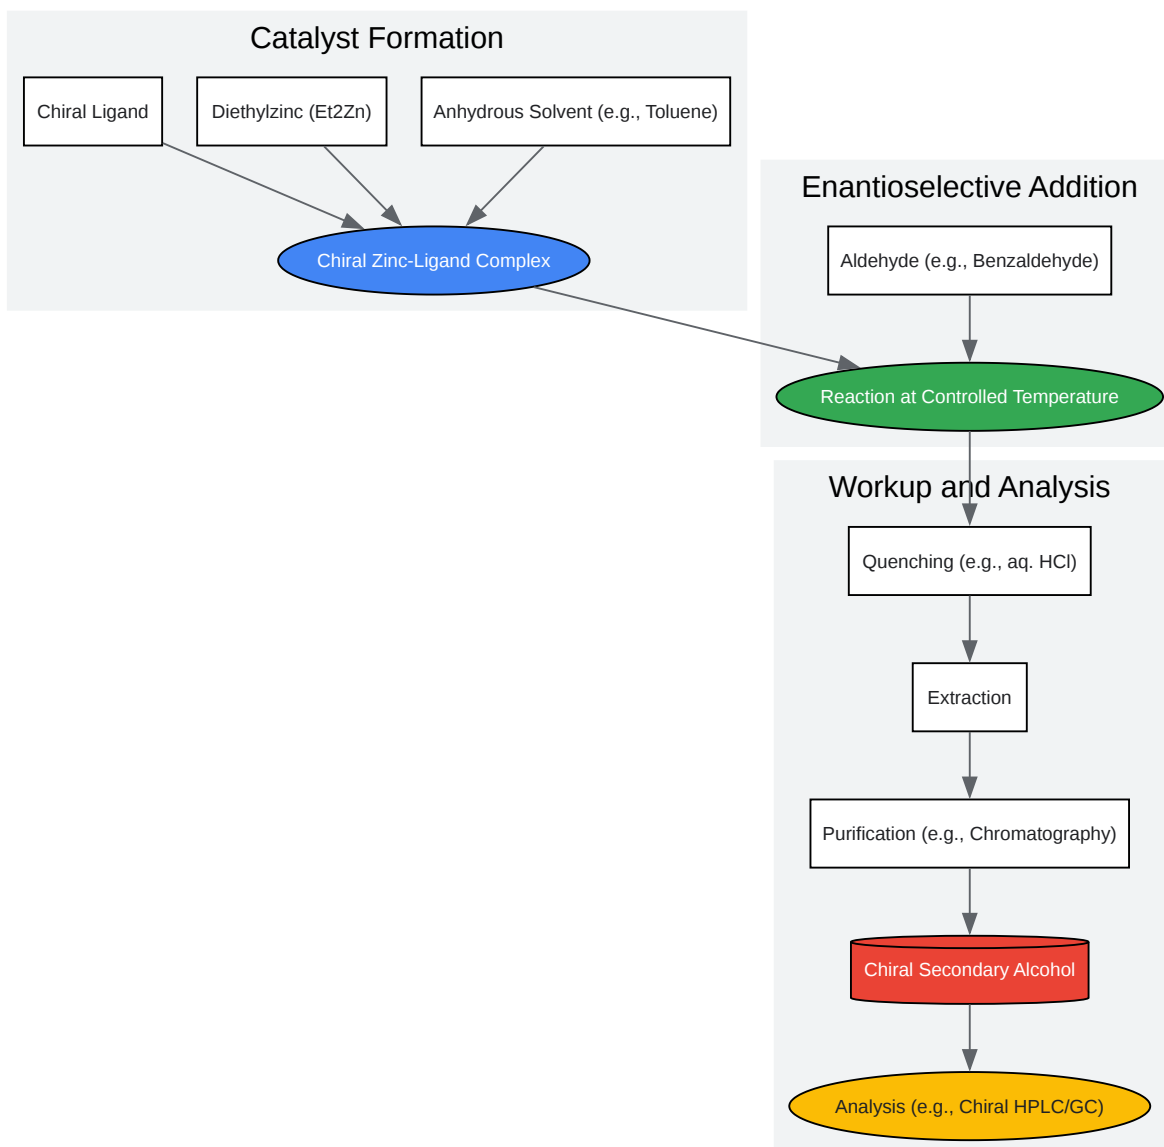 Catalyst Formation
Chiral Ligand
Diethylzinc (Et2Zn)
Anhydrous Solvent (e.g., Toluene)
Chiral Zinc-Ligand Complex
Enantioselective Addition
Aldehyde (e.g., Benzaldehyde)
Reaction at Controlled Temperature
Workup and Analysis
Quenching (e.g., aq. HCl)
Extraction
Purification (e.g., Chromatography)
Chiral Secondary Alcohol
Analysis (e.g., Chiral HPLC/GC)